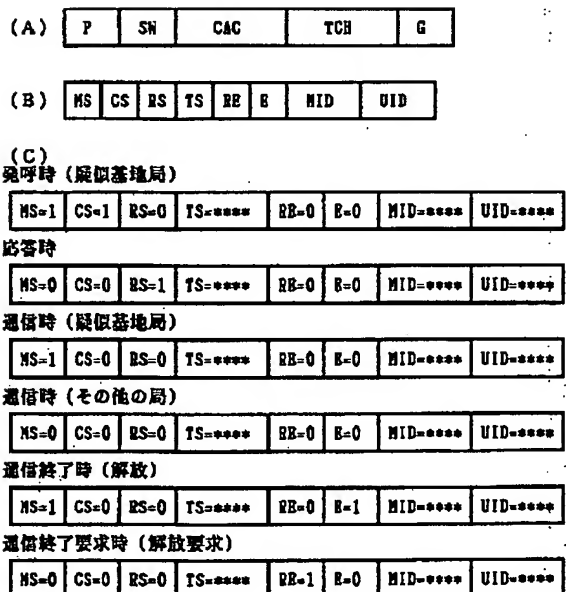 (A) P SW CAC TCH G
(B) MS CS RS TS RE E MID UID
(C)
発呼時(疑似基地局)
MS=1 CS=1 RS=0 TS=**** RE=0 E=0 MID=**** UID=****
応答時
MS=0 CS=0 RS=1 TS=**** RE=0 E=0 MID=**** UID=****
通信時(疑似基地局)
MS=1 CS=0 RS=0 TS=**** RE=0 E=0 MID=**** UID=****
通信時(その他の局)
MS=0 CS=0 RS=0 TS=**** RE=0 E=0 MID=**** UID=****
通信終了時(解放)
MS=1 CS=0 RS=0 TS=**** RE=0 E=1 MID=**** UID=****
通信終了要求時(解放要求)
MS=0 CS=0 RS=0 TS=**** RE=1 E=0 MID=**** UID=****